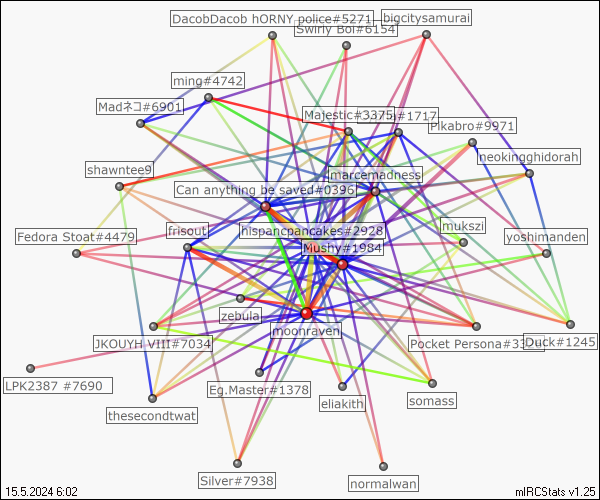 DacobDacob hORNY police#5271
bigcitysamurai
Swirly Boi#6154
ming#4742
Madネコ#6901
Majestic#3375
#1717
Pikabro#9971
neokingghidorah
shawntee9
marcemadness
Can anything be saved#0396
mukszi
hispancpancakes#2928
frisout
Fedora Stoat#4479
Mushy#1984
yoshimanden
zebula
moonraven
JKOUYH VIII#7034
Pocket Persona#33
Duck#1245
LPK2387 #7690
Eg.Master#1378
eliakith
somass
thesecondtwat
Silver#7938
normalwan
15.5.2024 6:02
mIRCStats v1.25